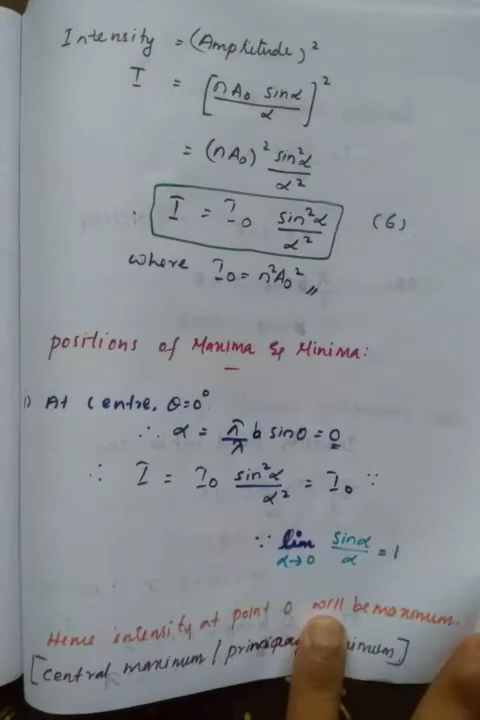 Intensity = (Amplitude)²
I = [nA₀ sinα / α]²
= (nA₀)² sin²α / α²
∴ I = I₀ sin²α / α² (6)
where I₀ = n²A₀² //
positions of Maxima & Minima:
1) At centre, θ=0°
∴ α = π/λ b sinθ = 0
∴ I = I₀ sin²α / α² = I₀ ∵
∵ lim α→0 sinα / α = 1
Hence intensity at point O will be maximum.
[central maximum /